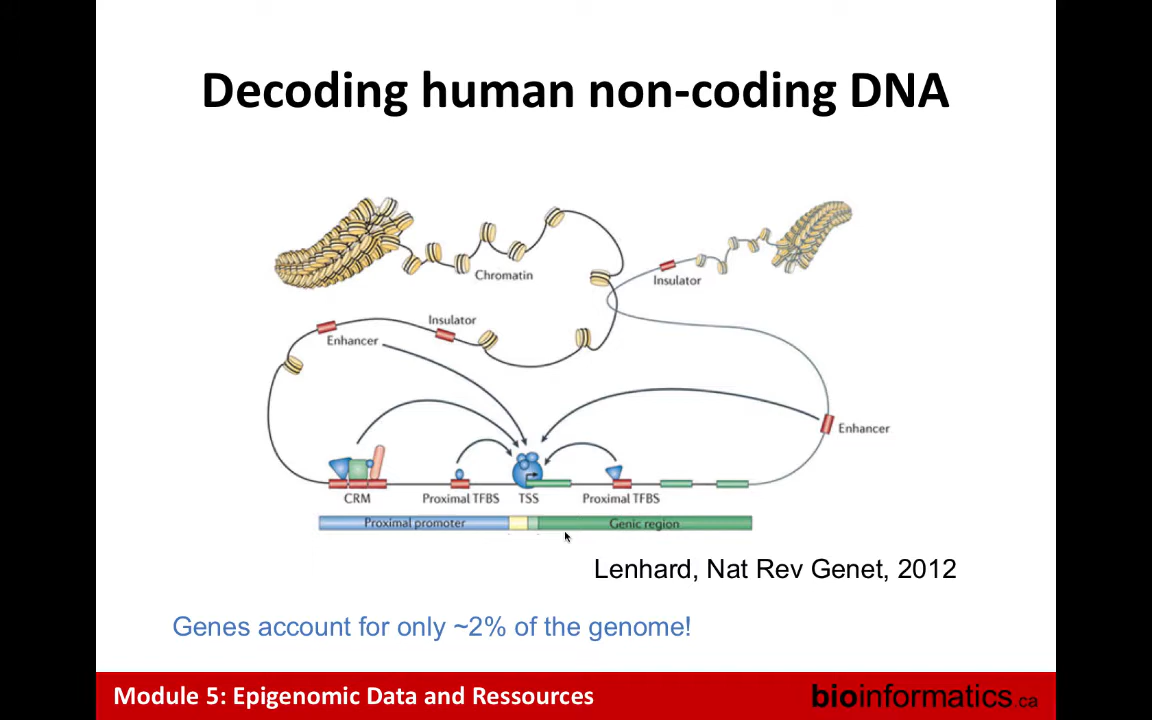 Decoding human non-coding DNA
Chromatin
Insulator
Insulator
Enhancer
Enhancer
CRM
Proximal TFBS
TSS
Proximal TFBS
Proximal promoter
Genic region
Lenhard, Nat Rev Genet, 2012
Genes account for only ~2% of the genome!
Module 5: Epigenomic Data and Ressources
bioinformatics.ca